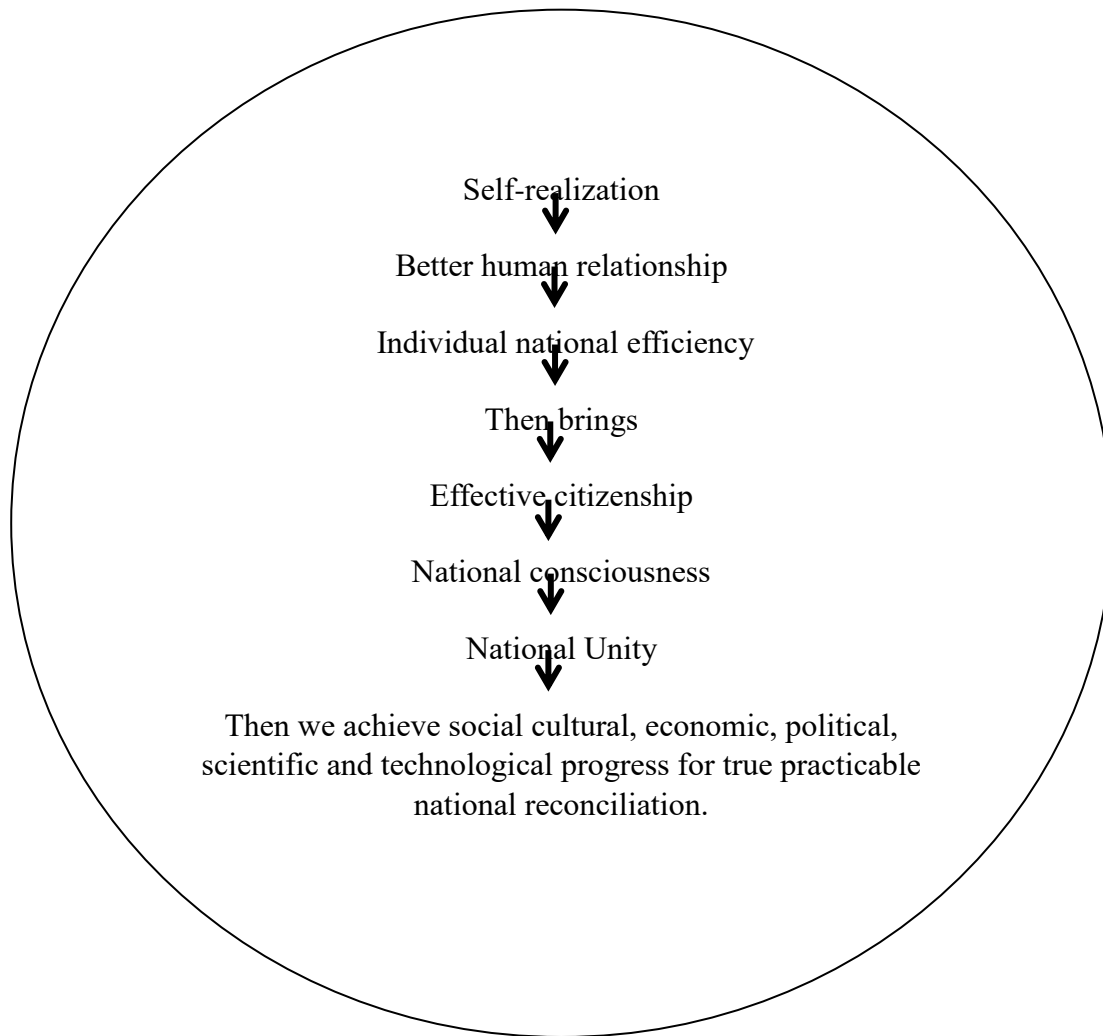 Self-realization
Better human relationship
Individual national efficiency
Then brings
Effective citizenship
National consciousness
National Unity
Then we achieve social cultural, economic, political,
scientific and technological progress for true practicable
national reconciliation.